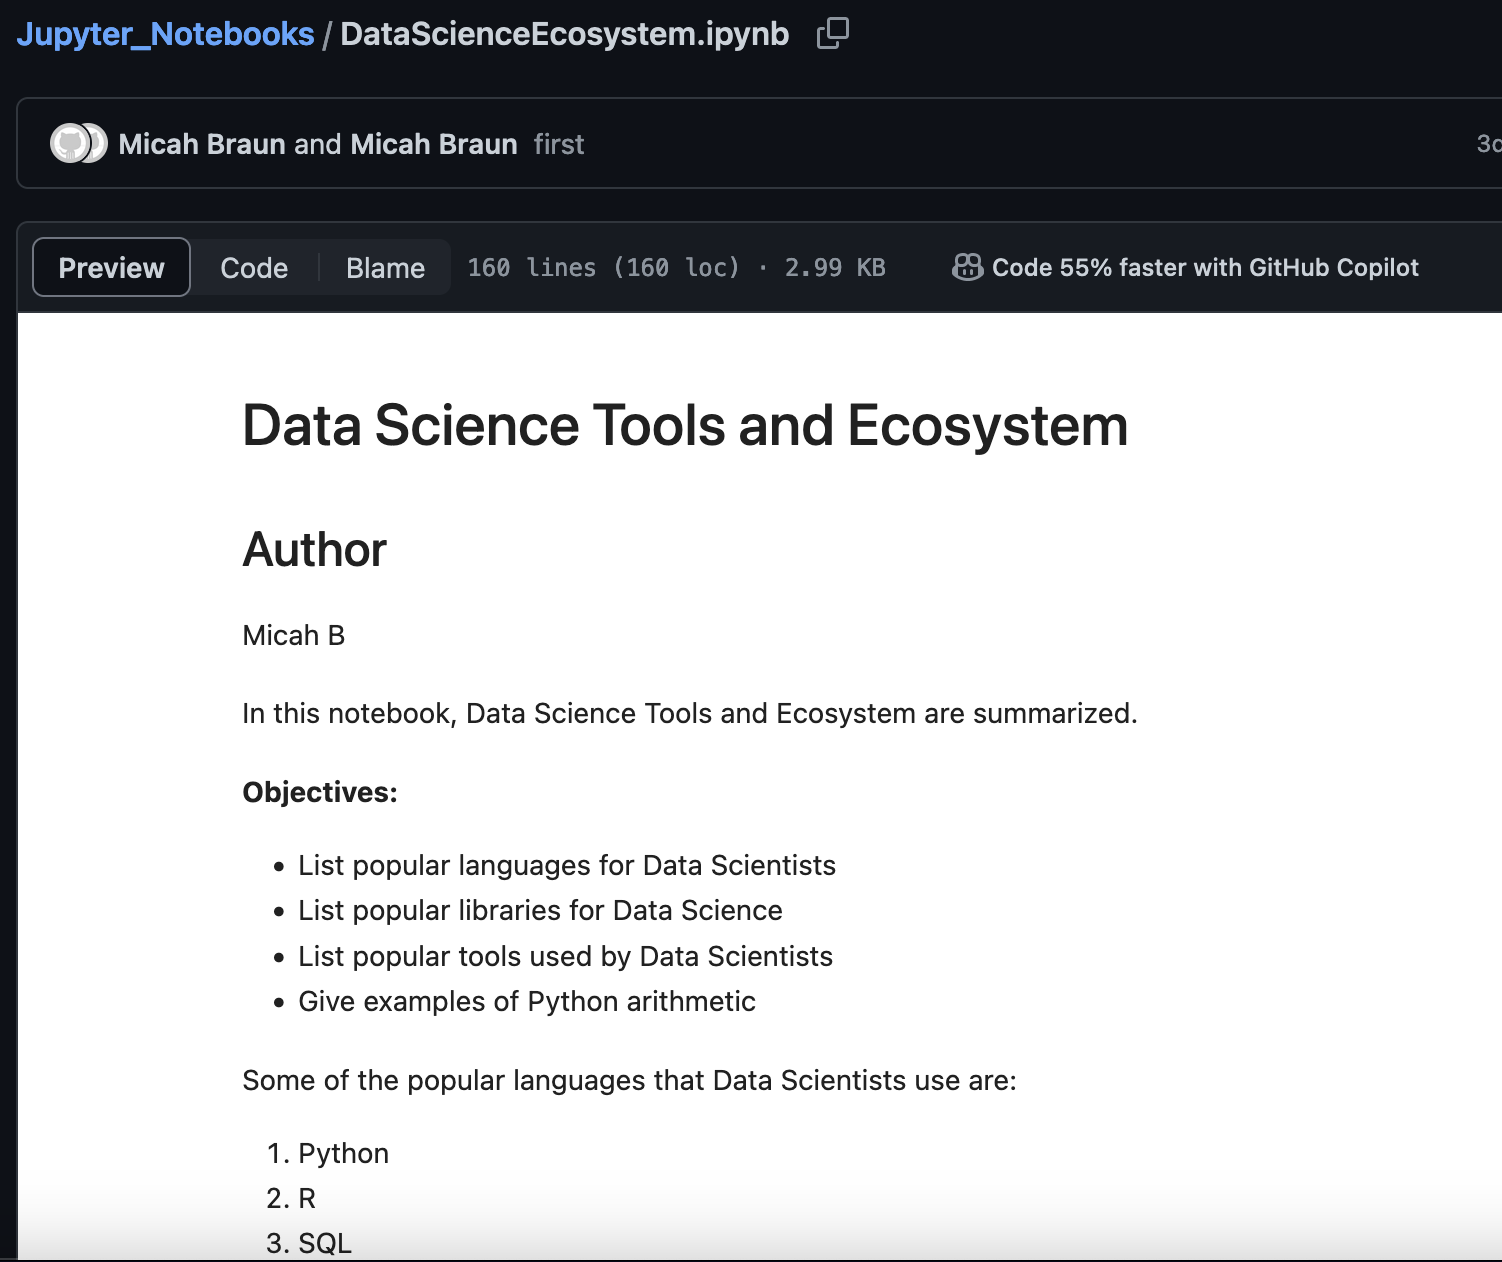 Jupyter_Notebooks / DataScienceEcosystem.ipynb
Micah Braun and Micah Braun first
Preview Code Blame 160 lines (160 loc) · 2.99 KB Code 55% faster with GitHub Copilot
Data Science Tools and Ecosystem
Author
Micah B
In this notebook, Data Science Tools and Ecosystem are summarized.
Objectives:
• List popular languages for Data Scientists
• List popular libraries for Data Science
• List popular tools used by Data Scientists
• Give examples of Python arithmetic
Some of the popular languages that Data Scientists use are:
1. Python
2. R
3. SQL